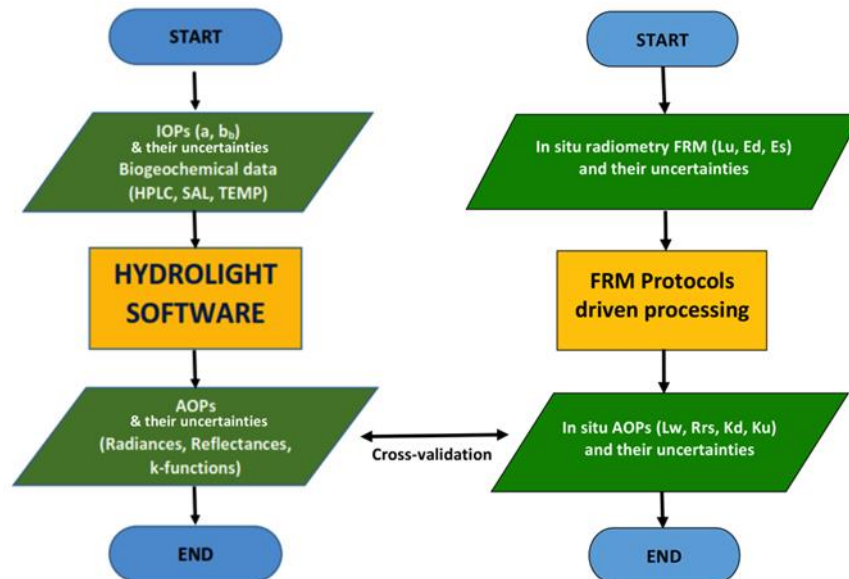 START
IOPs (a, bb)
& their uncertainties
Biogeochemical data
(HPLC, SAL, TEMP)
HYDROLIGHT
SOFTWARE
AOPs
& their uncertainties
(Radiances, Reflectances,
k-functions)
END
Cross-validation
START
In situ radiometry FRM (Lu, Ed, Es)
and their uncertainties
FRM Protocols
driven processing
In situ AOPs (Lw, Rrs, Kd, Ku)
and their uncertainties
END